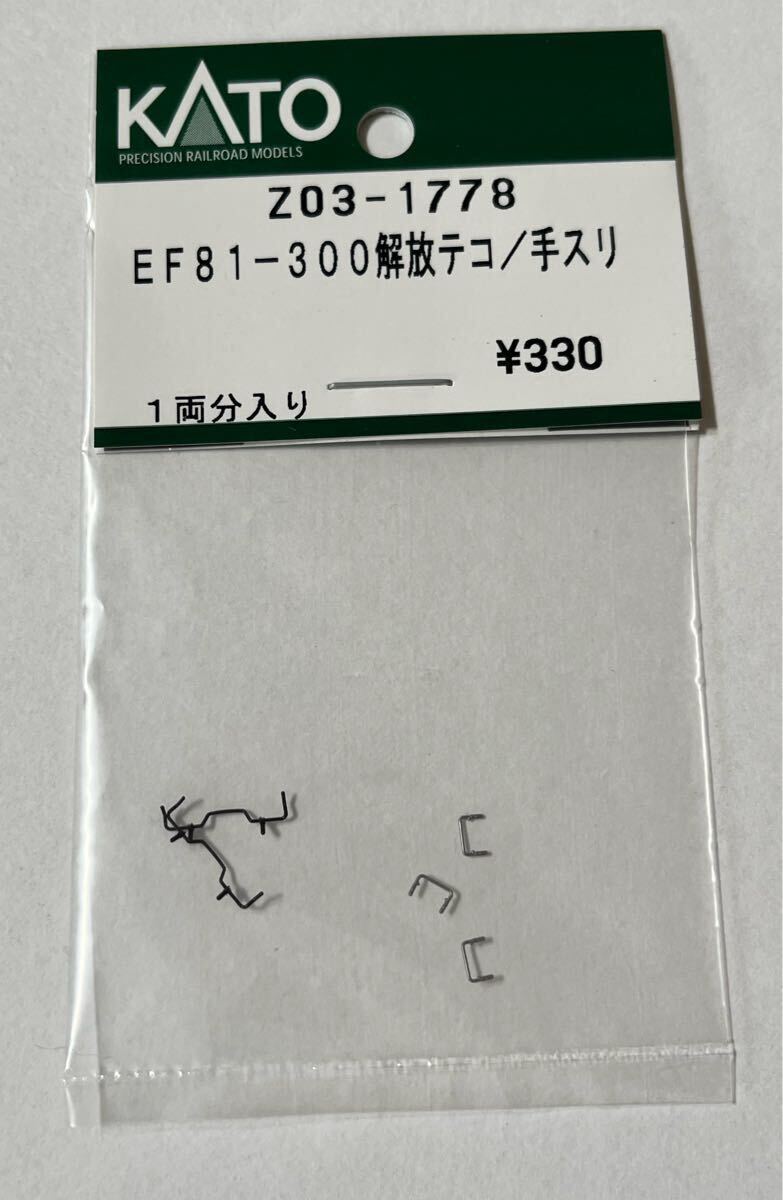 KATO
PRECISION RAILROAD MODELS
Z03-1778
EF81-300解放テコ/手スリ
¥330
1両分入り